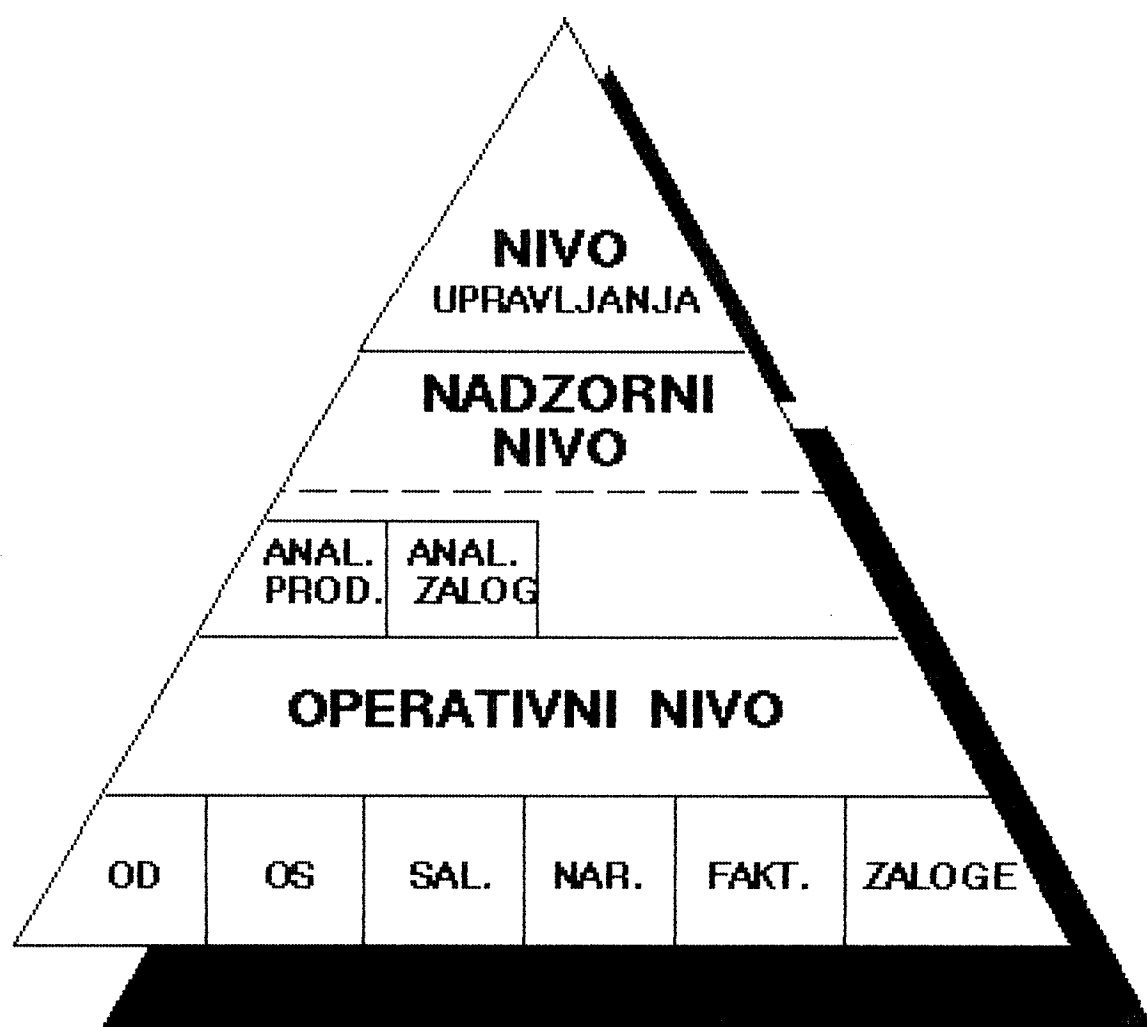 NIVO
UPRAVLJANJA
NADZORNI
NIVO
ANAL.
PROD.
ANAL.
ZALOG
OPERATIVNI NIVO
OD
OS
SAL.
NAR.
FAKT.
ZALOGE